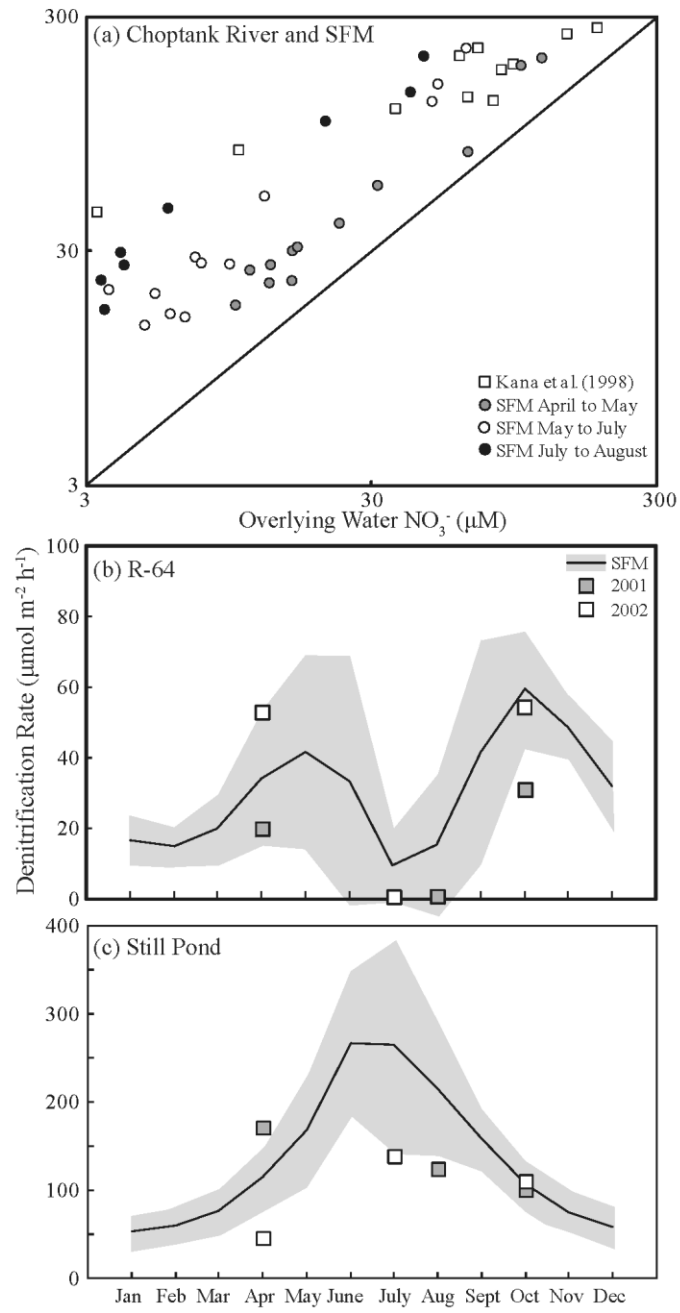 300
(a) Choptank River and SFM
30
Kana et al. (1998)
SFM April to May
SFM May to July
SFM July to August
3
3 30 300
Overlying Water NO₃⁻ (μM)
Denitrification Rate (μmol m⁻² h⁻¹)
100
(b) R-64
SFM
2001
2002
80
60
40
20
0
400
(c) Still Pond
300
200
100
0
Jan Feb Mar Apr May June July Aug Sept Oct Nov Dec